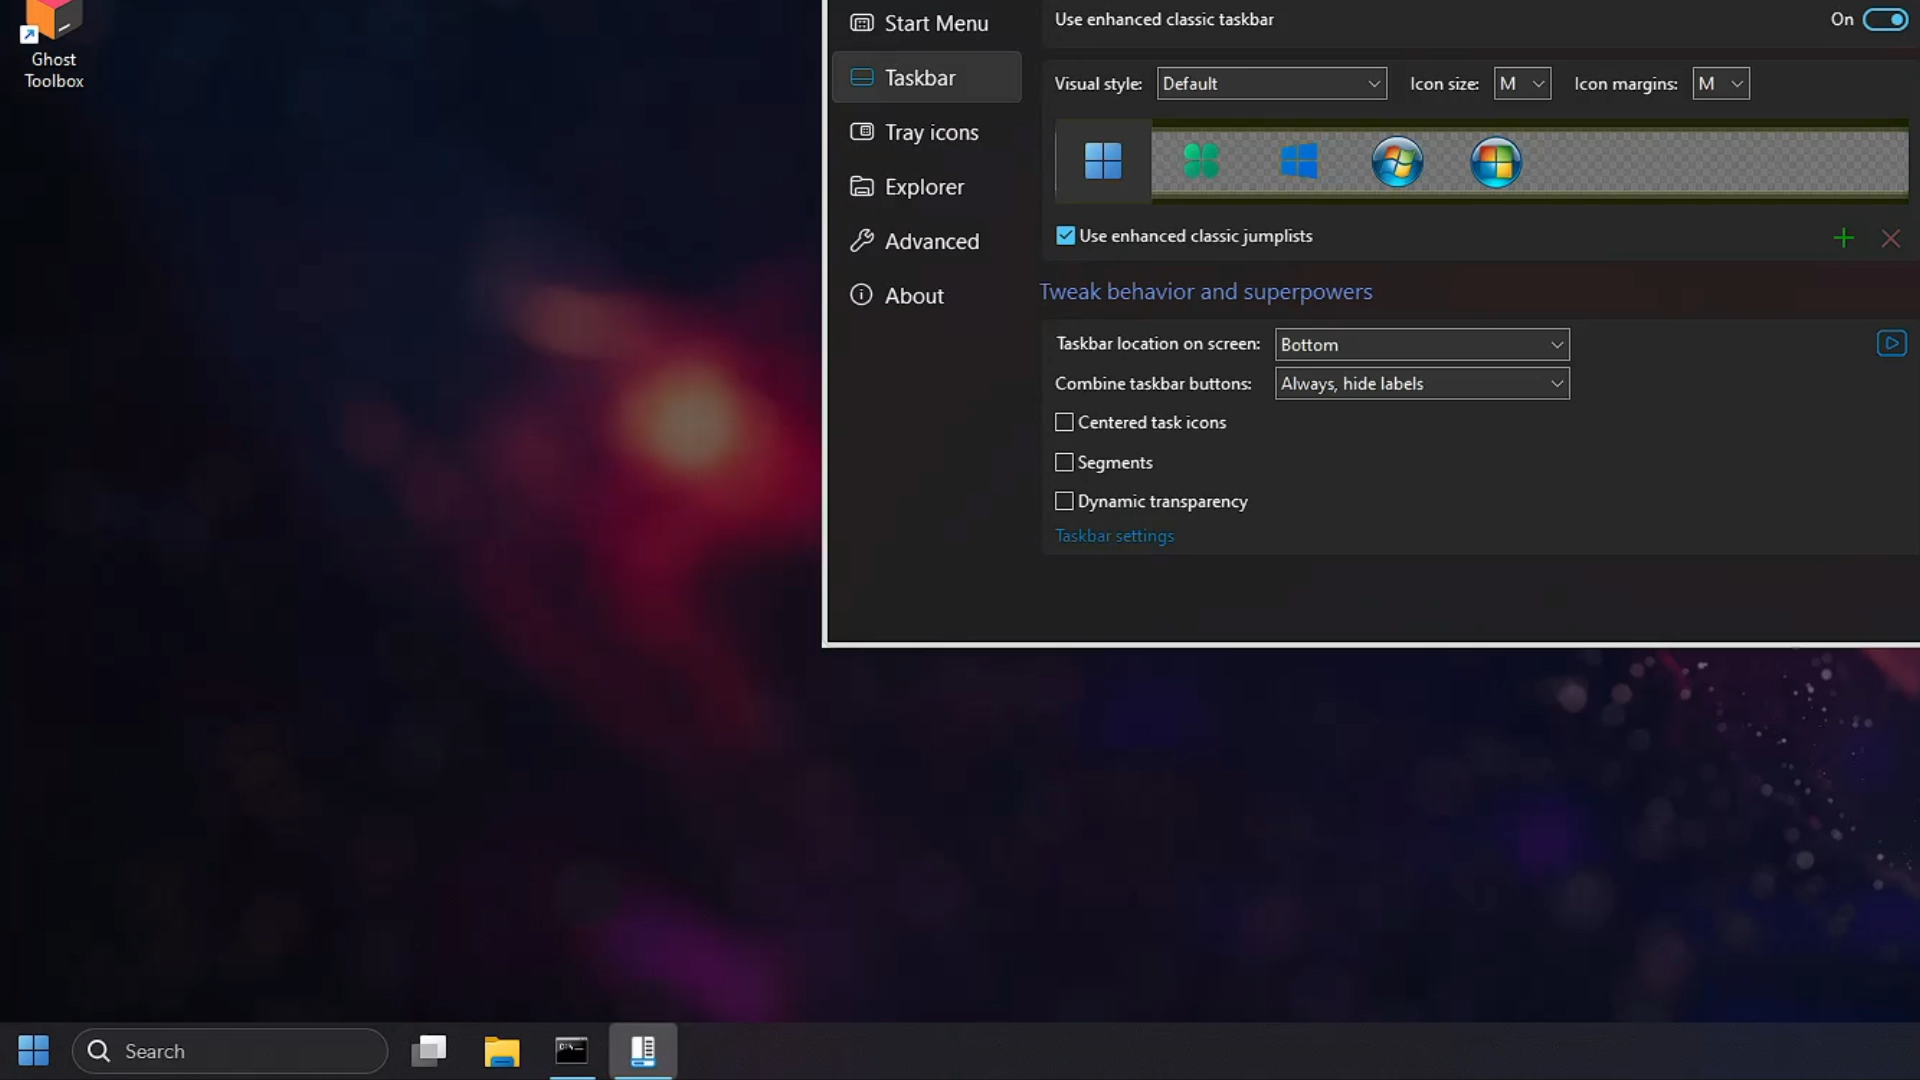 Ghost
Toolbox
Start Menu
Taskbar
Tray icons
Explorer
Advanced
About
Use enhanced classic taskbar
On
Visual style: Default Icon size: M Icon margins: M
Use enhanced classic jumplists
Tweak behavior and superpowers
Taskbar location on screen: Bottom
Combine taskbar buttons: Always, hide labels
Centered task icons
Segments
Dynamic transparency
Taskbar settings
Search